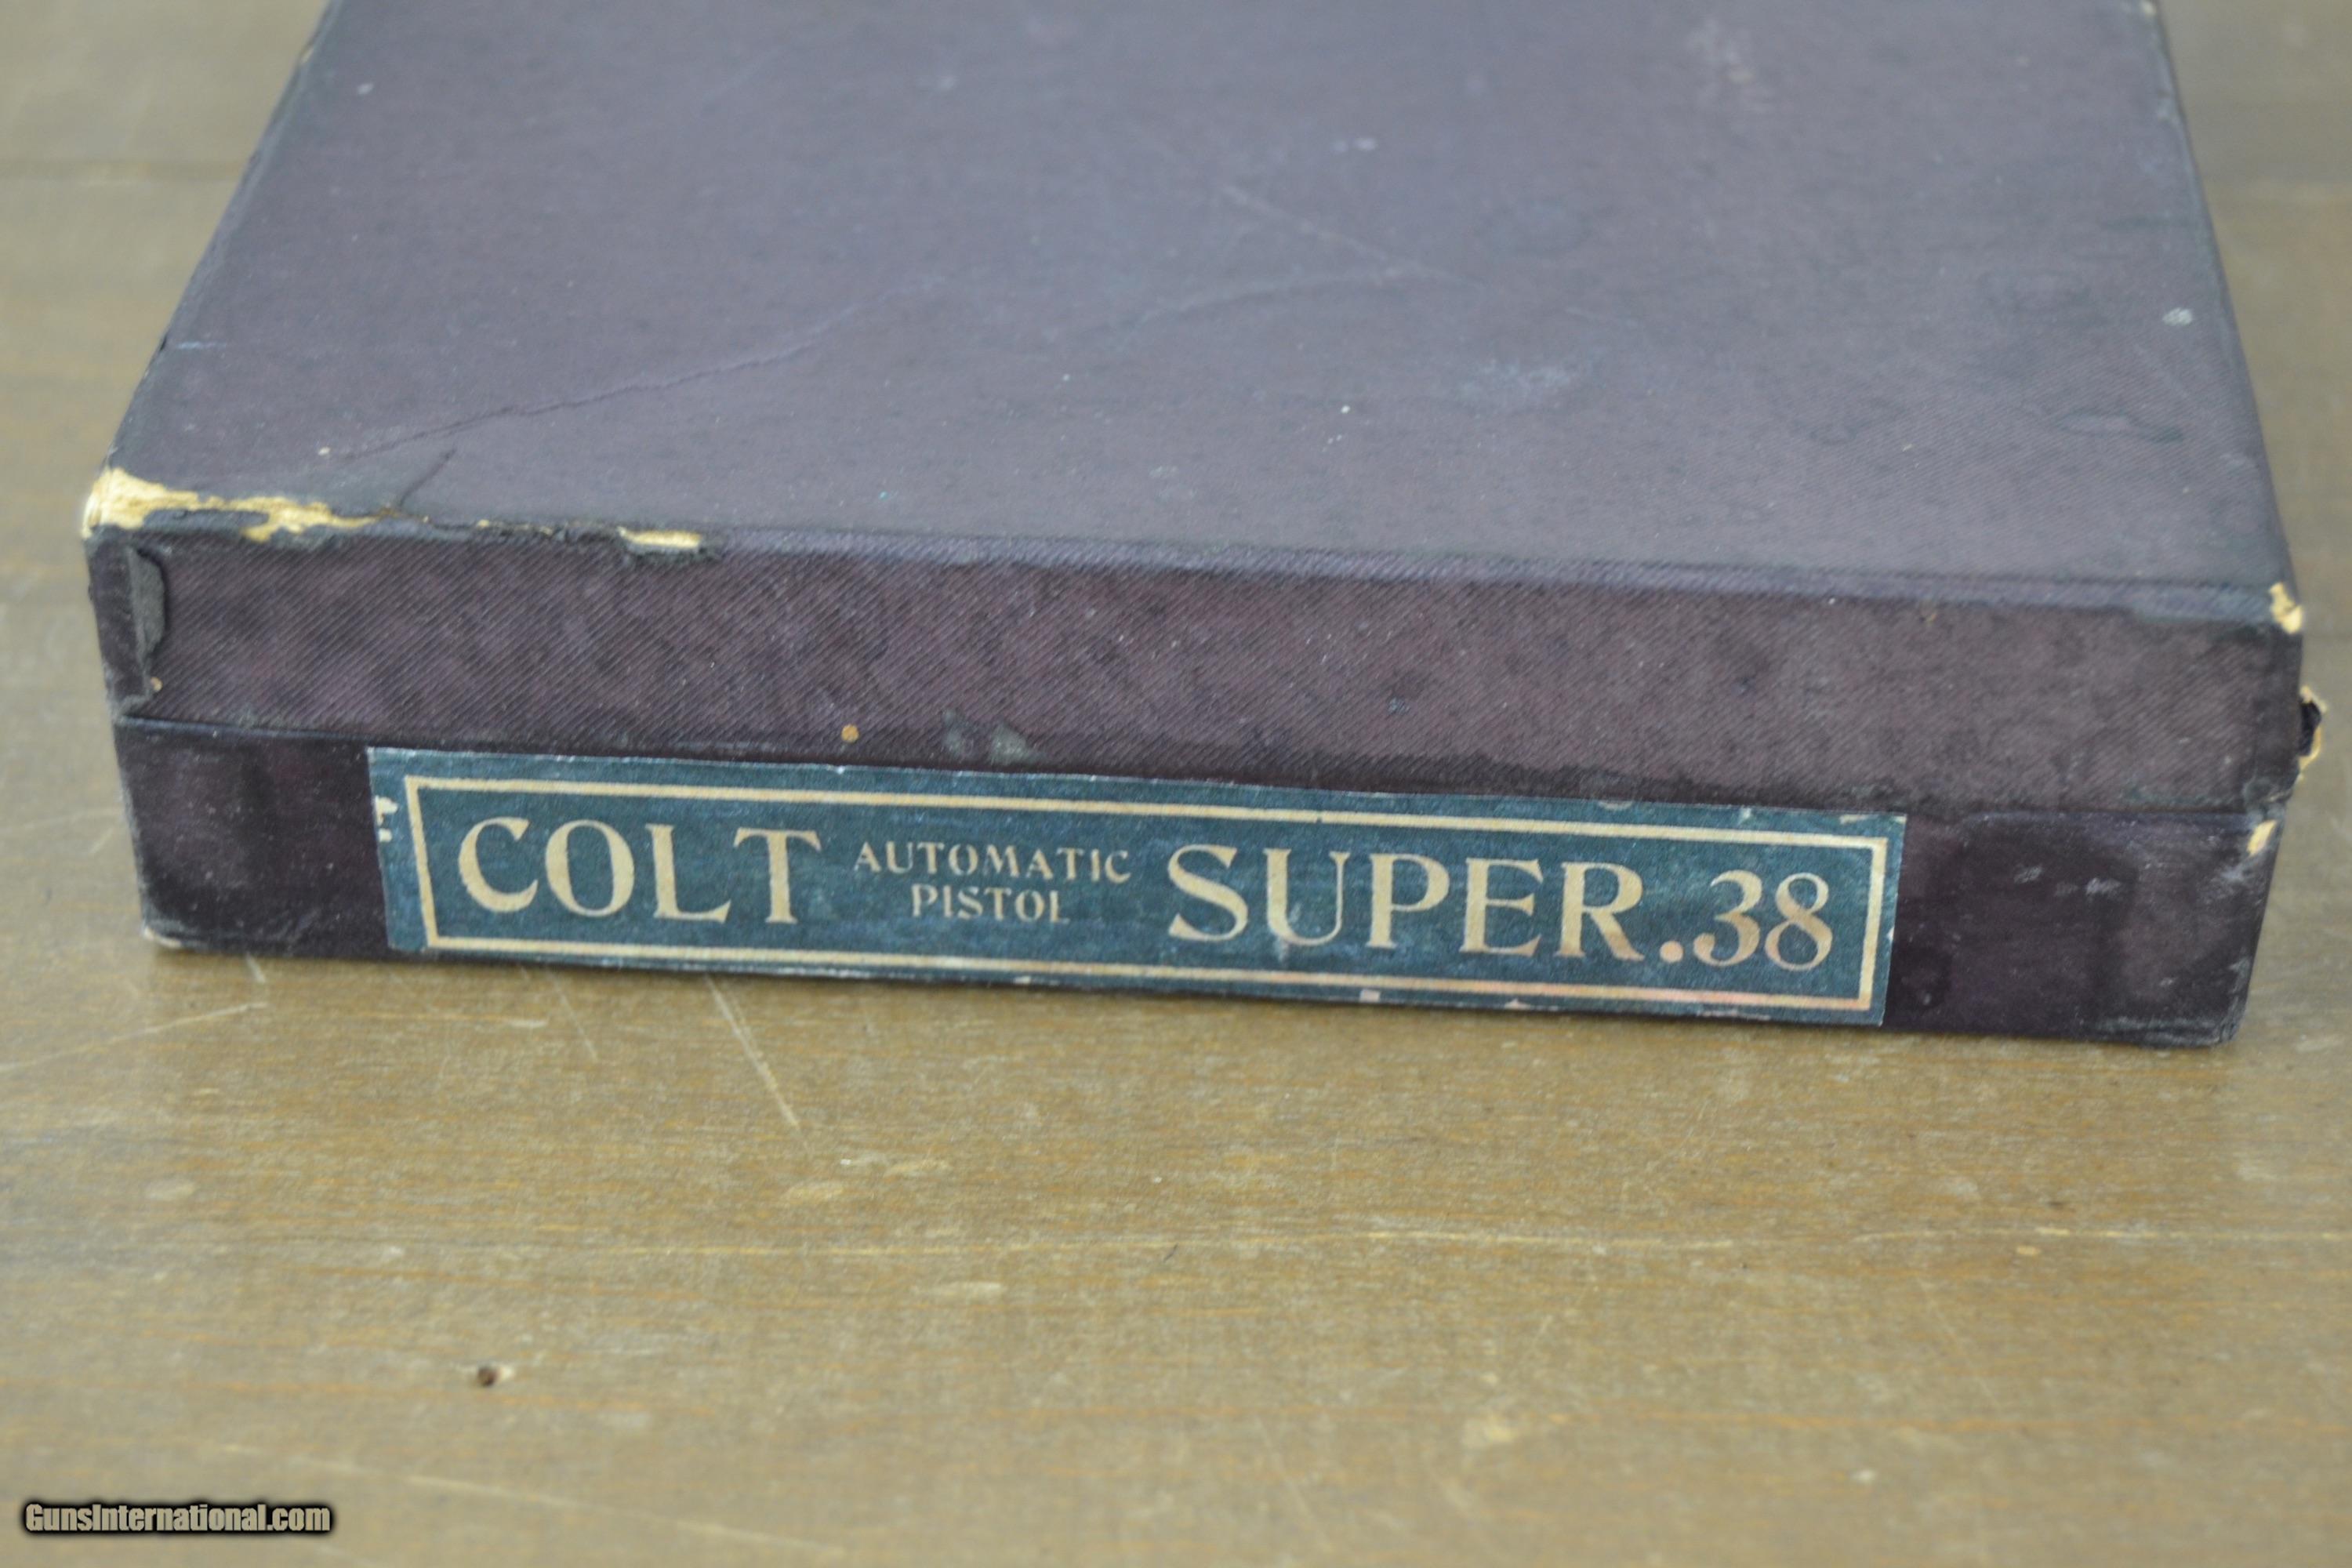 COLT AUTOMATIC PISTOL SUPER .38
GunsInternational.com